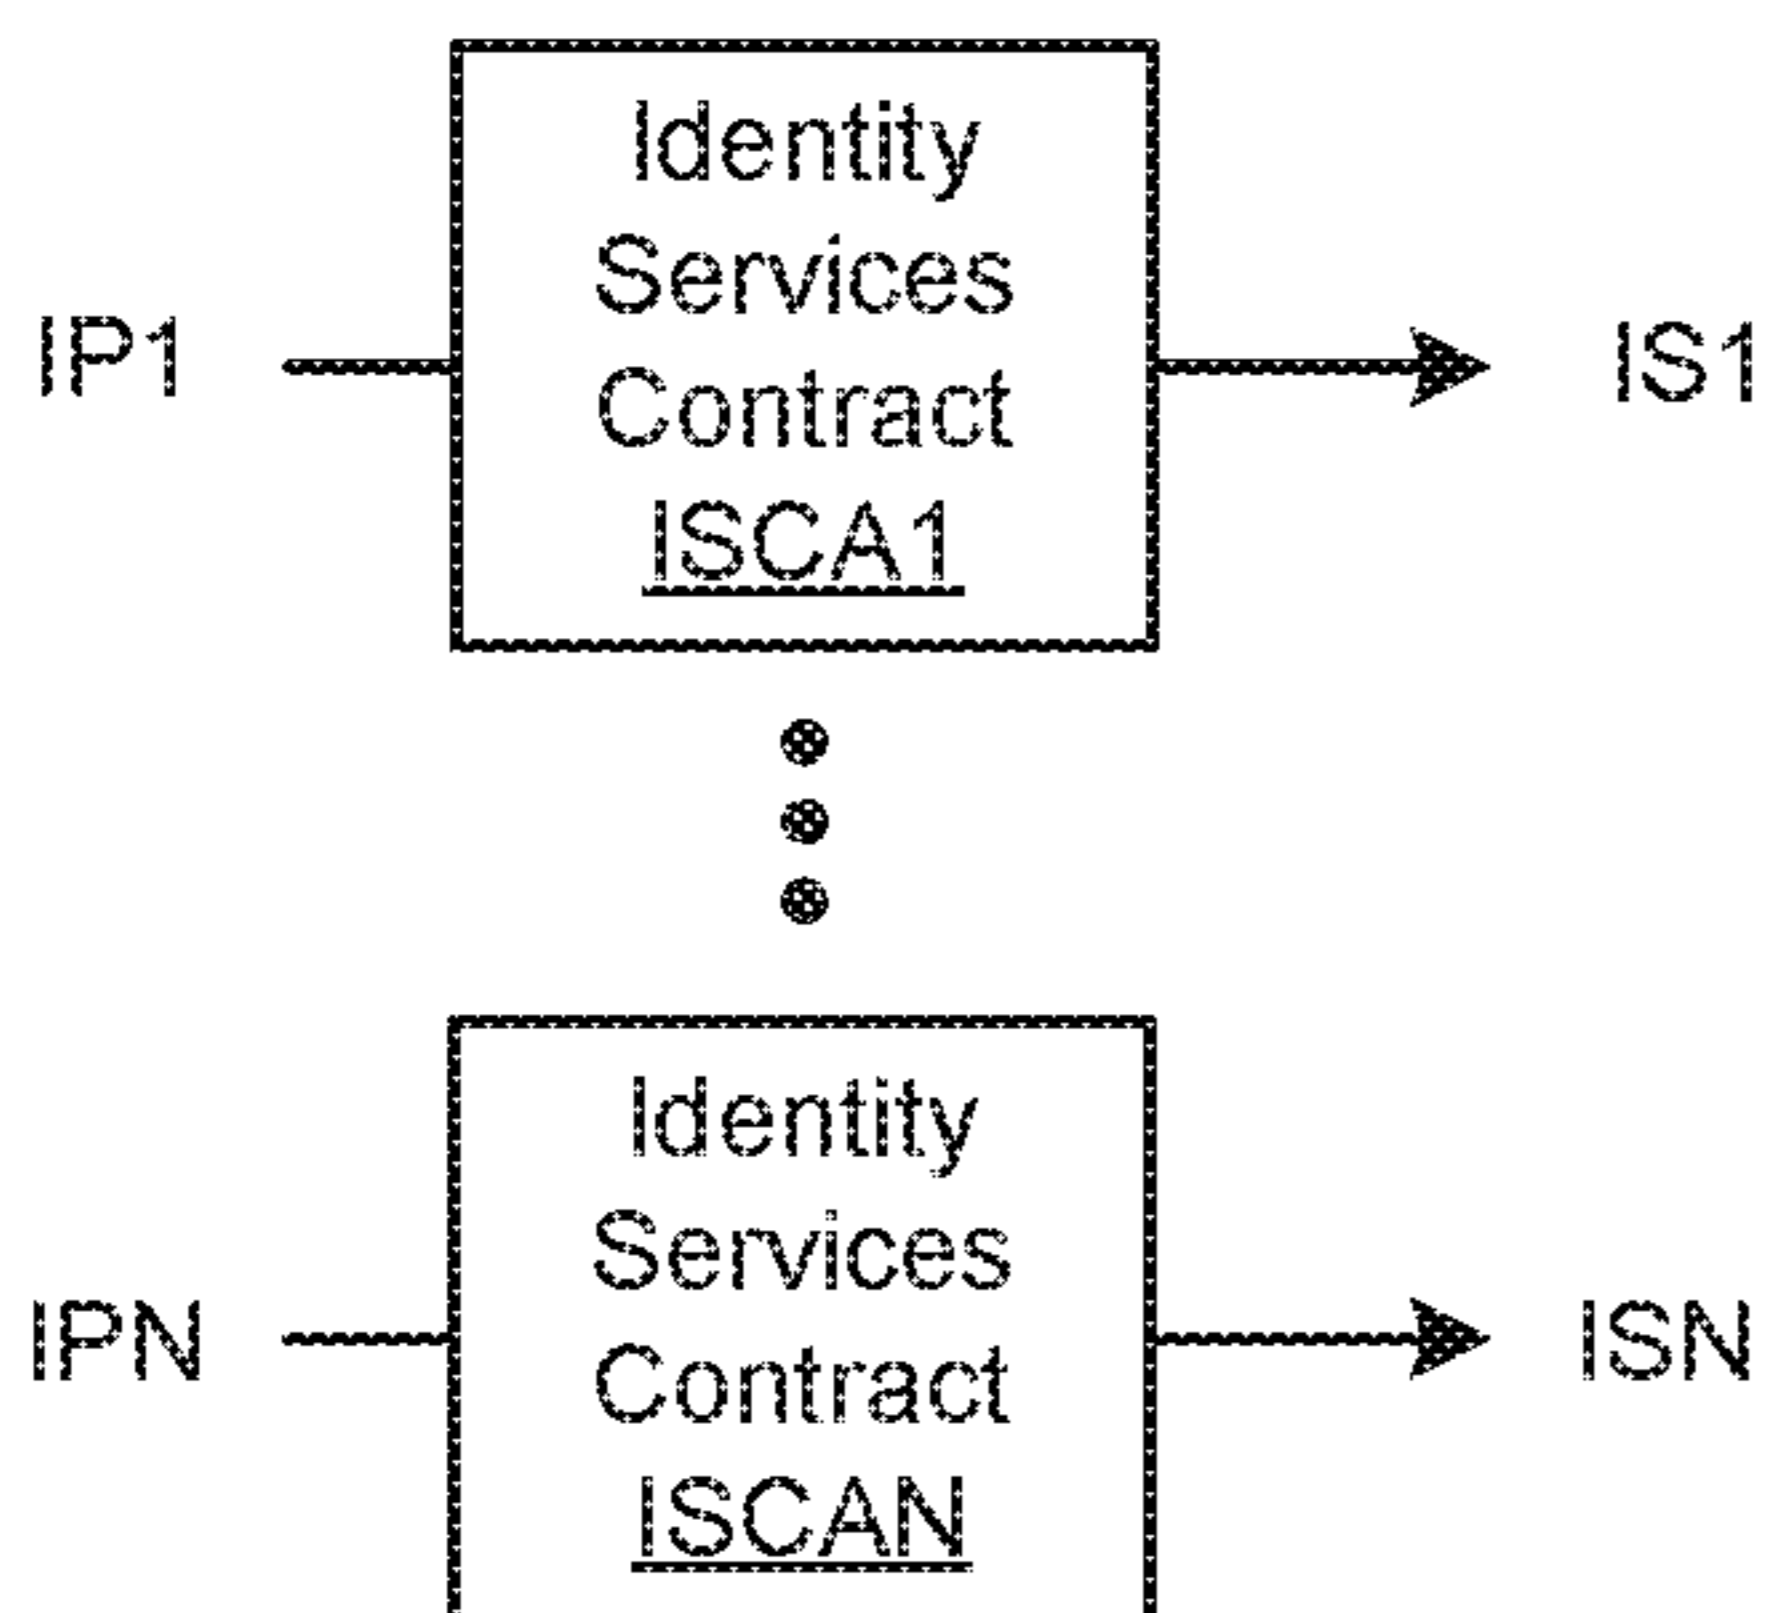 Identity
Services
Contract
ISCA1
IP1
IS1
Identity
Services
Contract
ISCAN
IPN
ISN